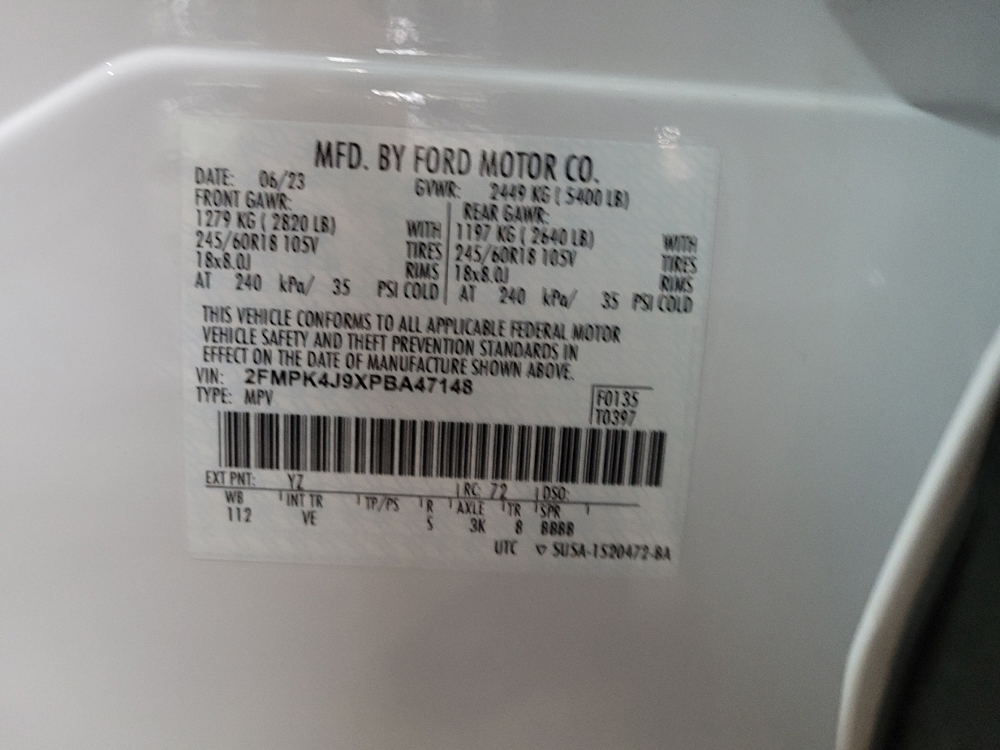 MFD. BY FORD MOTOR CO.
DATE: 06/23 GVWR: 2449 KG ( 5400 LB)
FRONT GAWR: REAR GAWR:
1279 KG ( 2820 LB) WITH 1197 KG ( 2640 LB) WITH
245/60R18 105V TIRES 245/60R18 105V TIRES
18x8.0J RIMS 18x8.0J RIMS
AT 240 kPa/ 35 PSI COLD AT 240 kPa/ 35 PSI COLD
THIS VEHICLE CONFORMS TO ALL APPLICABLE FEDERAL MOTOR
VEHICLE SAFETY AND THEFT PREVENTION STANDARDS IN
EFFECT ON THE DATE OF MANUFACTURE SHOWN ABOVE.
VIN: 2FMPK4J9XPBA47148
TYPE: MPV F0135
T0397
EXT PNT: YZ RC: 72 DSO:
WB INT TR TP/PS R AXLE TR SPR
112 VE 5 3K 8 BBBB
UTC ▽ SUSA-1520472-BA